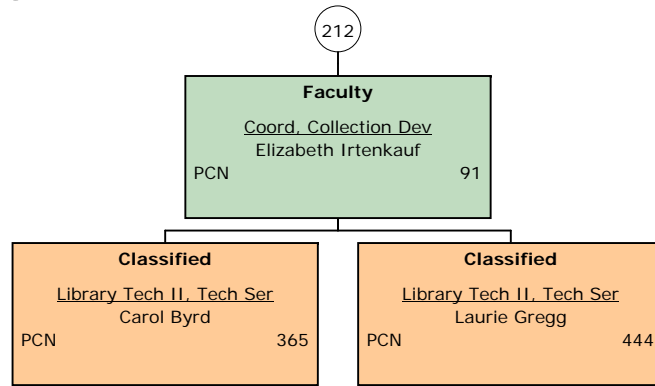 212
Faculty
Coord, Collection Dev
Elizabeth Irtenkauf
PCN 91
Classified
Library Tech II, Tech Ser
Carol Byrd
PCN 365
Classified
Library Tech II, Tech Ser
Laurie Gregg
PCN 444